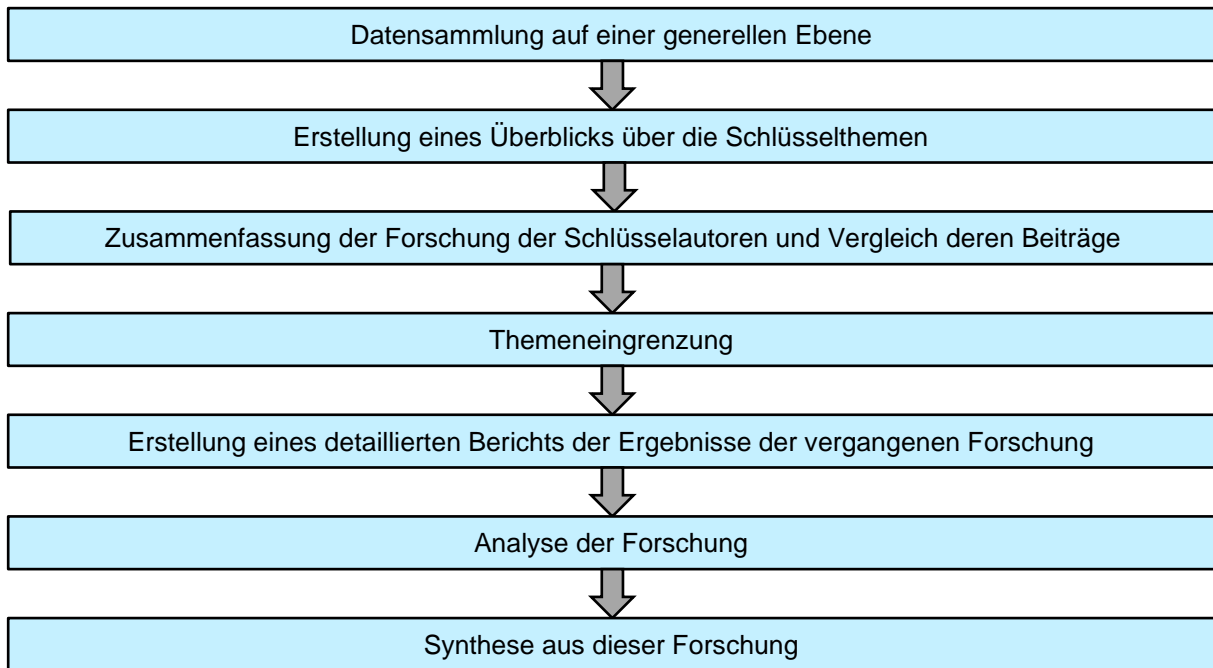 Datensammlung auf einer generellen Ebene
Erstellung eines Überblicks über die Schlüsselthemen
Zusammenfassung der Forschung der Schlüsselautoren und Vergleich deren Beiträge
Themeneingrenzung
Erstellung eines detaillierten Berichts der Ergebnisse der vergangenen Forschung
Analyse der Forschung
Synthese aus dieser Forschung